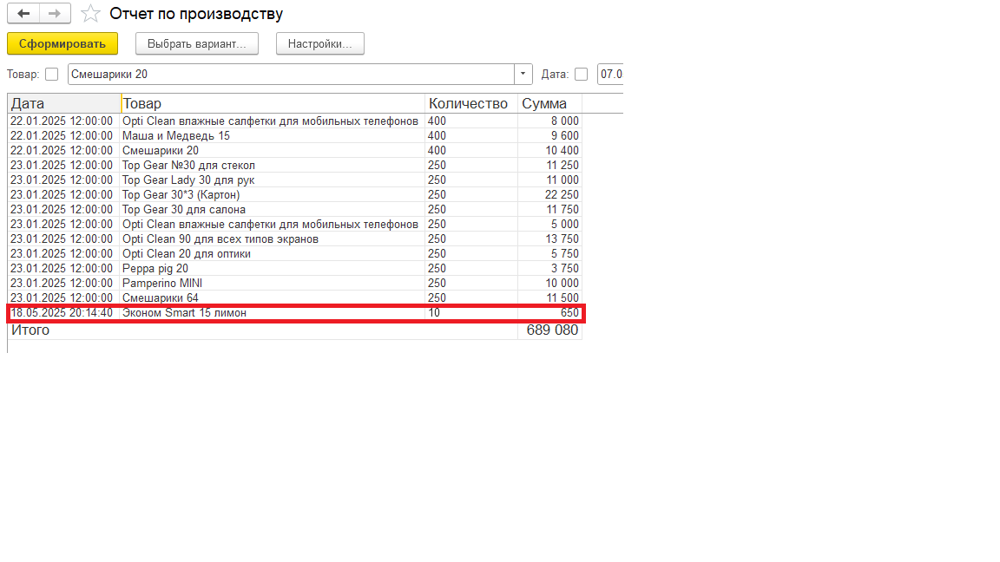 Отчет по производству
Сформировать Выбрать вариант... Настройки...
Товар: Смешарики 20 Дата: 07.0
Дата Товар Количество Сумма
22.01.2025 12:00:00 Opti Clean влажные салфетки для мобильных телефонов 400 8 000
22.01.2025 12:00:00 Маша и Медведь 15 400 9 600
22.01.2025 12:00:00 Смешарики 20 400 10 400
23.01.2025 12:00:00 Top Gear №30 для стекол 250 11 250
23.01.2025 12:00:00 Top Gear Lady 30 для рук 250 11 000
23.01.2025 12:00:00 Top Gear 30*3 (Картон) 250 22 250
23.01.2025 12:00:00 Top Gear 30 для салона 250 11 750
23.01.2025 12:00:00 Opti Clean влажные салфетки для мобильных телефонов 250 5 000
23.01.2025 12:00:00 Opti Clean 90 для всех типов экранов 250 13 750
23.01.2025 12:00:00 Opti Clean 20 для оптики 250 5 750
23.01.2025 12:00:00 Peppa pig 20 250 3 750
23.01.2025 12:00:00 Pamperino MINI 250 10 000
23.01.2025 12:00:00 Смешарики 64 250 11 500
18.05.2025 20:14:40 Эконом Smart 15 лимон 10 650
Итого 689 080